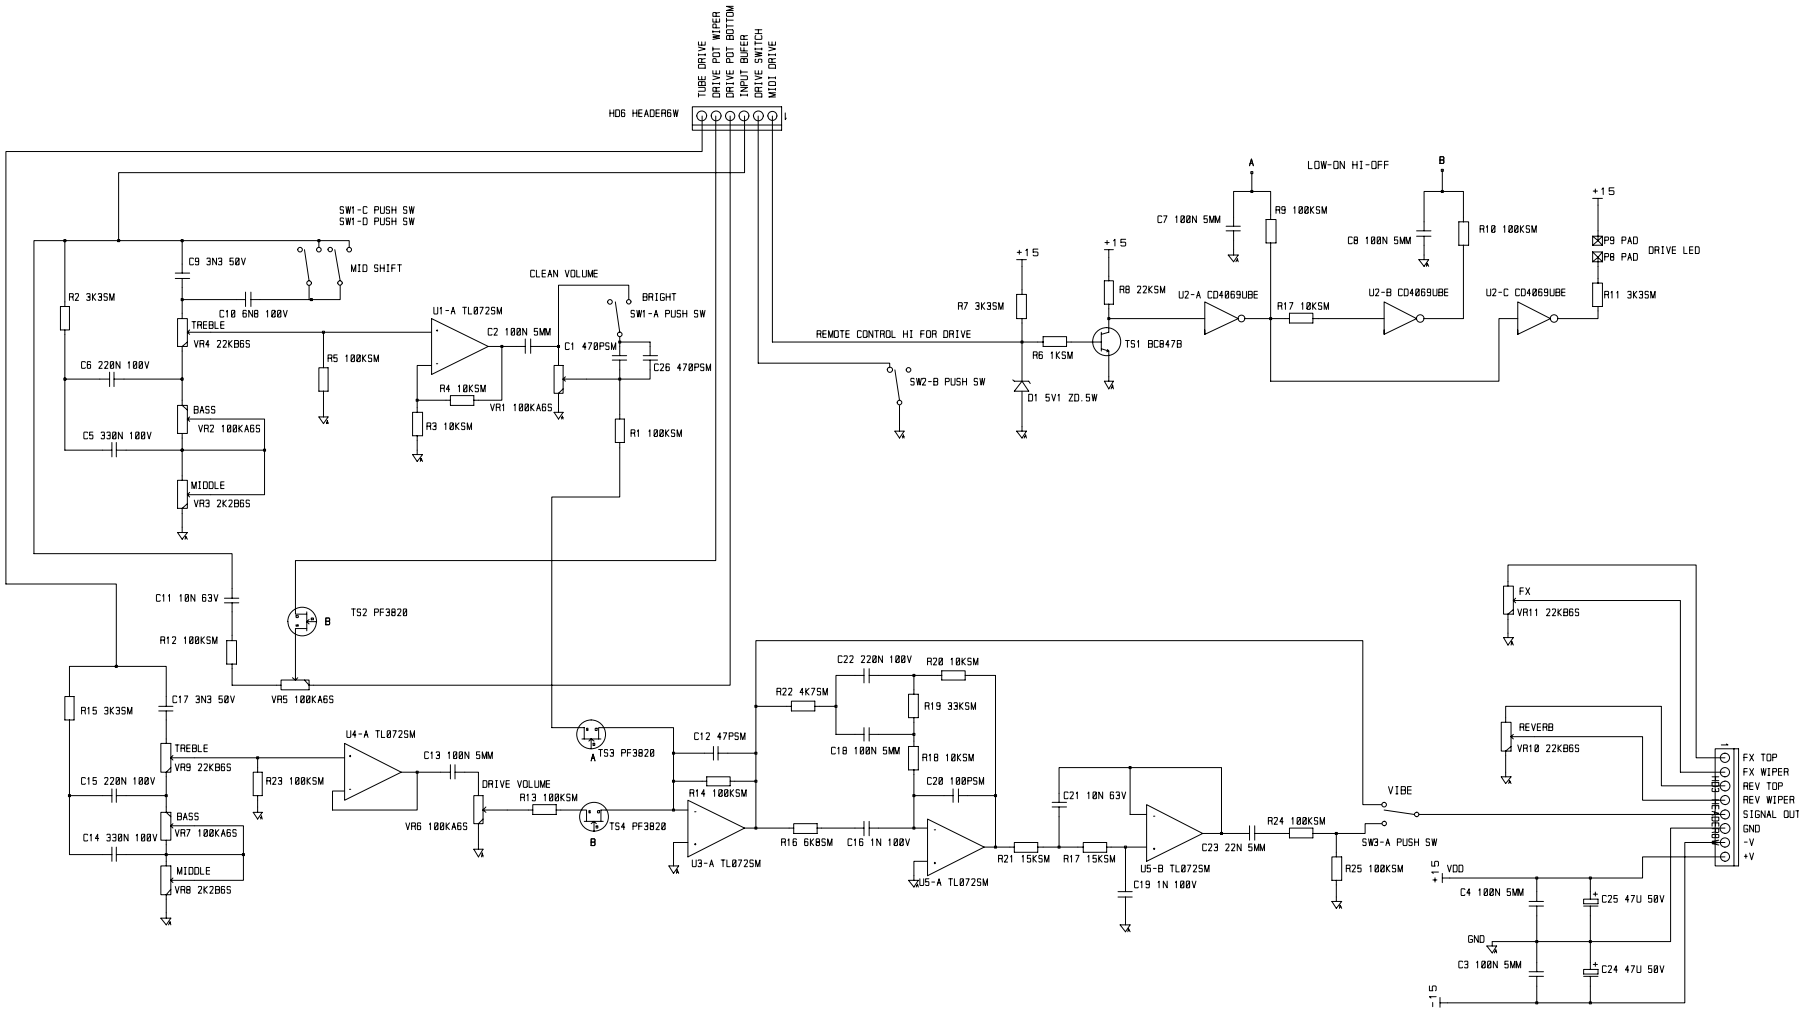 TUBE DRIVE
DRIVE POT WIPER
DRIVE POT BOTTOM
INPUT BUFER
DRIVE SWITCH
MIDI DRIVE
HD6 HEADER6W
1
SW1-C PUSH SW
SW1-D PUSH SW
MID SHIFT
C9 3N3 50V
R2 3K3SM
C10 6N8 100V
TREBLE
VR4 22KB6S
C6 220N 100V
R5 100KSM
BASS
VR2 100KA6S
C5 330N 100V
MIDDLE
VR3 2K2B6S
U1-A TL072SM
R4 10KSM
R3 10KSM
C2 100N 5MM
CLEAN VOLUME
BRIGHT
SW1-A PUSH SW
C1 470PSM
C26 470PSM
VR1 100KA6S
R1 100KSM
REMOTE CONTROL HI FOR DRIVE
SW2-B PUSH SW
+15
R7 3K3SM
R6 1KSM
D1 5V1 ZD.5W
+15
R8 22KSM
TS1 BC847B
A
LOW-ON HI-OFF
B
C7 100N 5MM
R9 100KSM
U2-A CD4069UBE
R17 10KSM
C8 100N 5MM
R10 100KSM
U2-B CD4069UBE
U2-C CD4069UBE
+15
P9 PAD
P8 PAD
DRIVE LED
R11 3K3SM
C11 10N 63V
R12 100KSM
TS2 PF3820
B
VR5 100KA6S
R15 3K3SM
C17 3N3 50V
TREBLE
VR9 22KB6S
C15 220N 100V
R23 100KSM
BASS
VR7 100KA6S
C14 330N 100V
MIDDLE
VR8 2K2B6S
U4-A TL072SM
C13 100N 5MM
DRIVE VOLUME
VR6 100KA6S
R13 100KSM
TS3 PF3820
A
TS4 PF3820
B
C12 47PSM
R14 100KSM
U3-A TL072SM
R22 4K7SM
C22 220N 100V
R20 10KSM
R19 33KSM
C18 100N 5MM
R18 10KSM
C20 100PSM
R16 6K8SM
C16 1N 100V
U5-A TL072SM
R21 15KSM
C21 10N 63V
R17 15KSM
C19 1N 100V
U5-B TL072SM
C23 22N 5MM
R24 100KSM
R25 100KSM
VIBE
SW3-A PUSH SW
FX
VR11 22KB6S
REVERB
VR10 22KB6S
1
HD3 HEADER8W
FX TOP
FX WIPER
REV TOP
REV WIPER
SIGNAL OUT
GND
-V
+V
+15
VDD
C4 100N 5MM
C25 47U 50V
GND
C3 100N 5MM
C24 47U 50V
-15